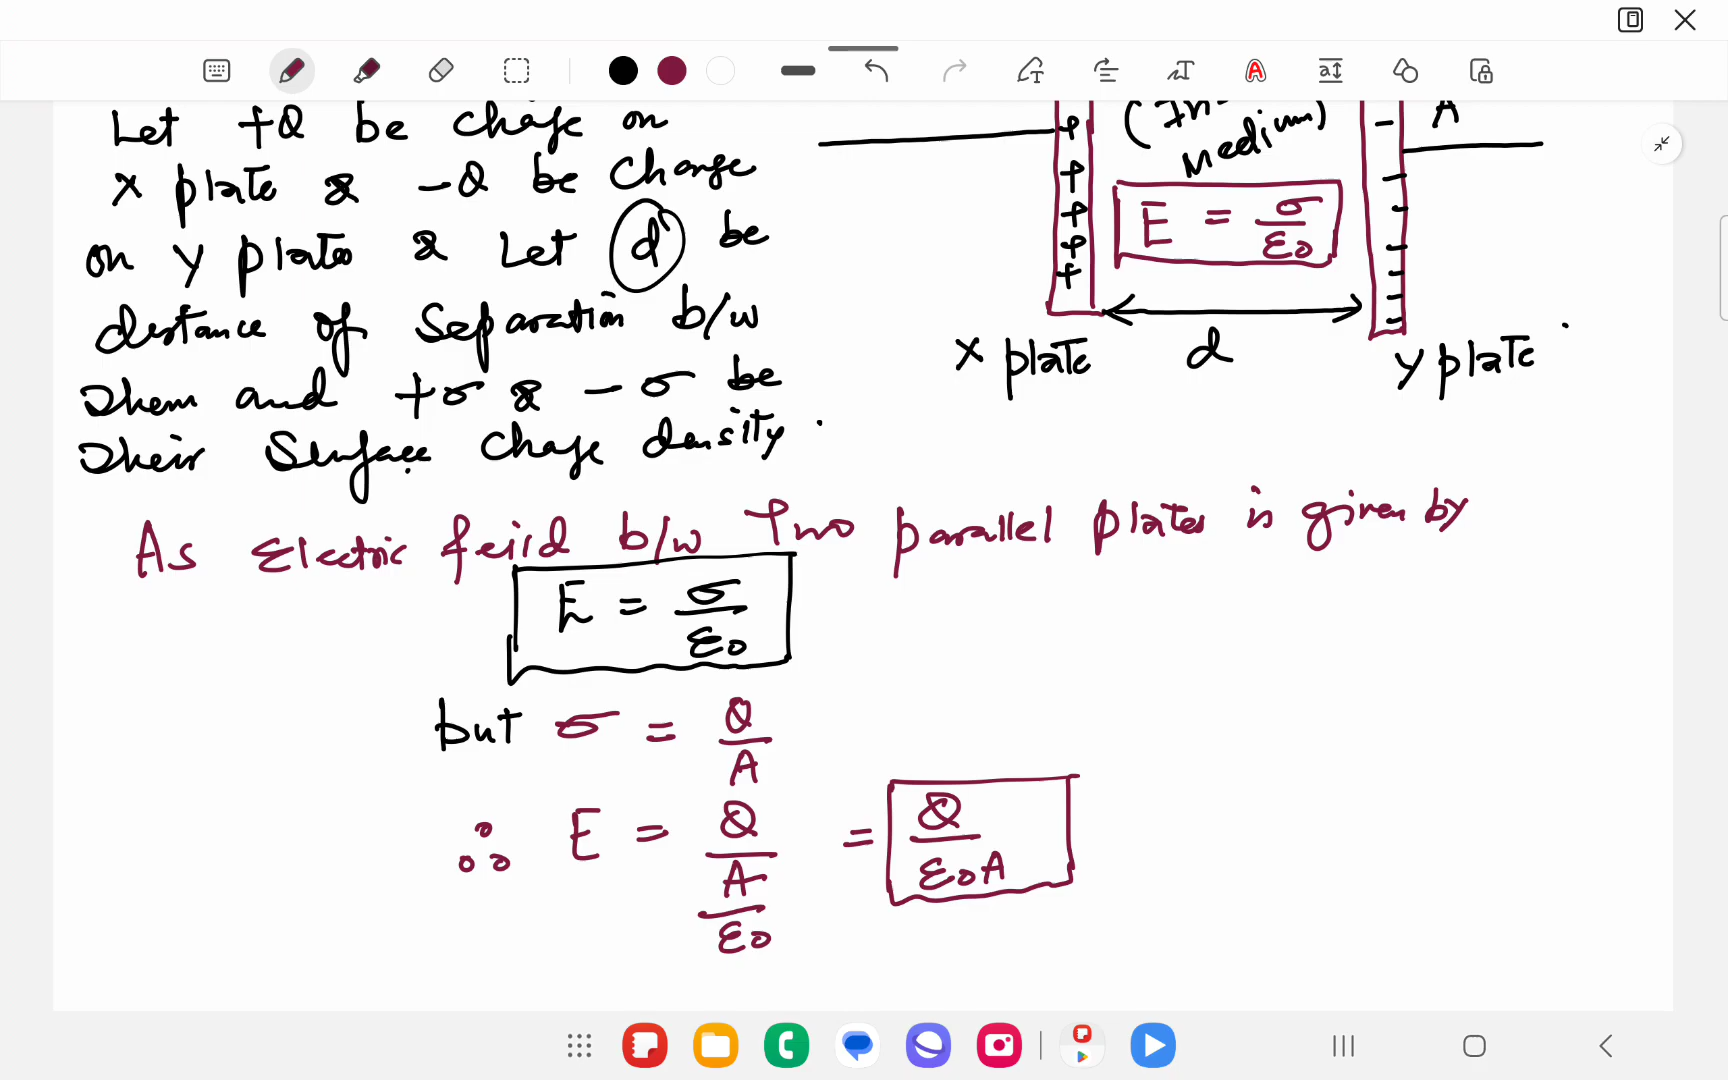 Let +Q be charge on
X plate & -Q be charge
on Y plates & Let d be
distance of Separation b/w
them and +σ & -σ be
their Surface charge density.
medium)
A
E = σ/ε0
X plate d Y plate
As Electric feild b/w Two parallel plates is given by
E = σ/ε0
but σ = Q/A
∴ E = Q/A/ε0 = Q/ε0A